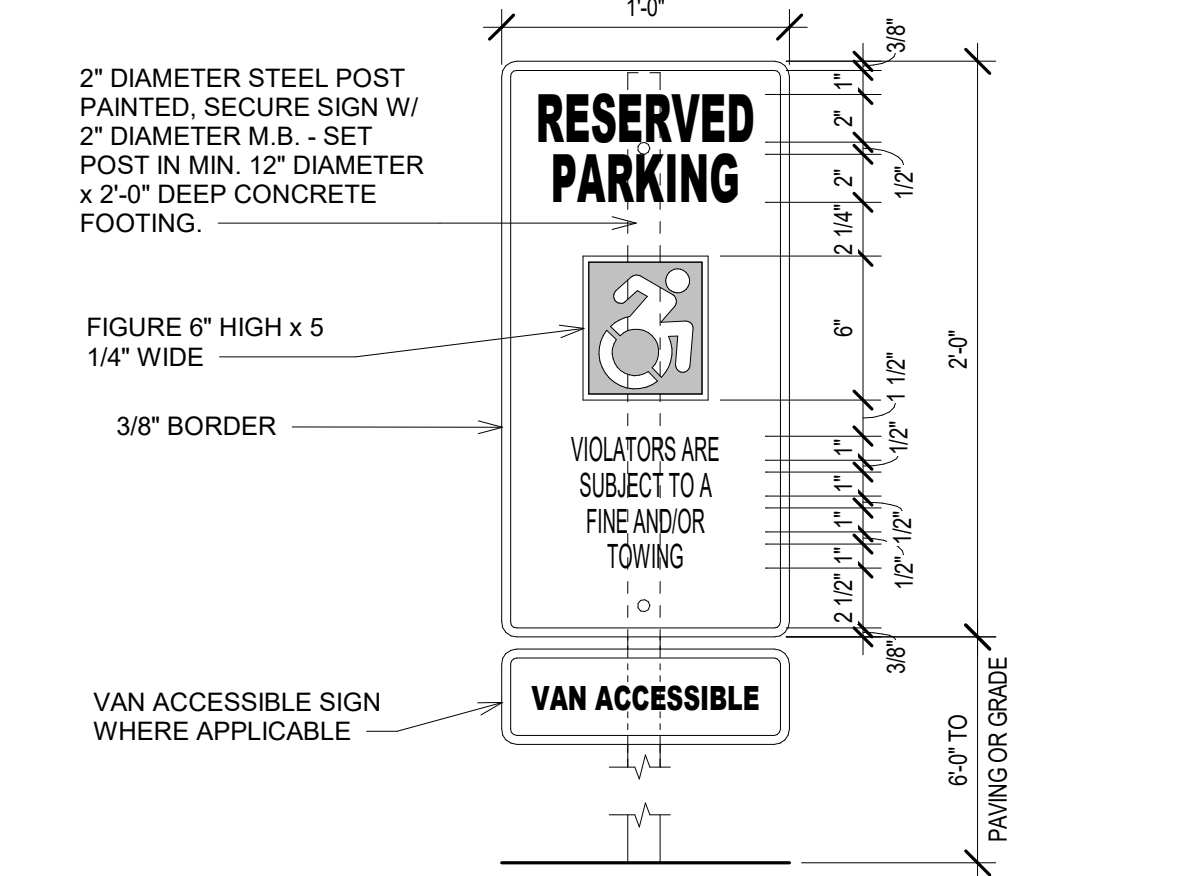 1'-0"
2" DIAMETER STEEL POST
PAINTED, SECURE SIGN W/
2" DIAMETER M.B. - SET
POST IN MIN. 12" DIAMETER
x 2'-0" DEEP CONCRETE
FOOTING.
FIGURE 6" HIGH x 5
1/4" WIDE
3/8" BORDER
VAN ACCESSIBLE SIGN
WHERE APPLICABLE
RESERVED
PARKING
VIOLATORS ARE
SUBJECT TO A
FINE AND/OR
TOWING
VAN ACCESSIBLE
3/8"
1"
2"
1/2"
2"
2 1/4"
6"
1 1/2"
1"
1/2"
1"
1/2"
1"
1/2"
1"
2 1/2"
3/8"
2'-0"
6'-0" TO
PAVING OR GRADE